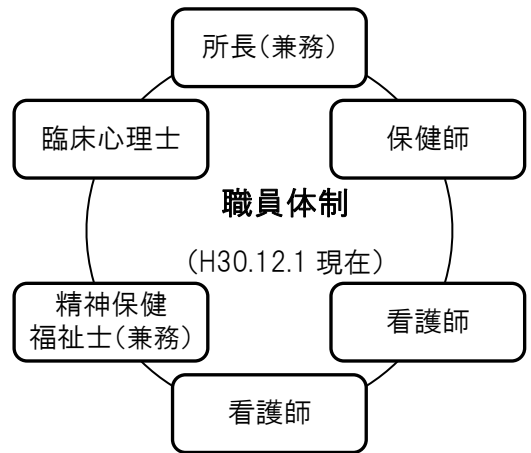 所長（兼務）
臨床心理士
保健師
職員体制
（H30.12.1 現在）
精神保健
福祉士（兼務）
看護師
看護師